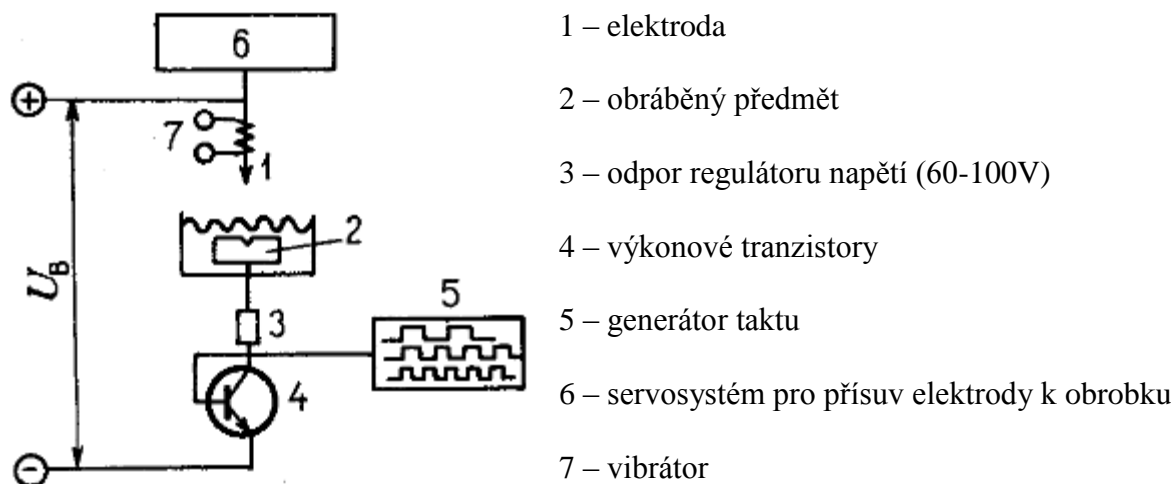 6
+
7
1
2
U_B
3
5
4
−
1 – elektroda
2 – obráběný předmět
3 – odpor regulátoru napětí (60-100V)
4 – výkonové tranzistory
5 – generátor taktu
6 – servosystém pro přísuv elektrody k obrobku
7 – vibrátor